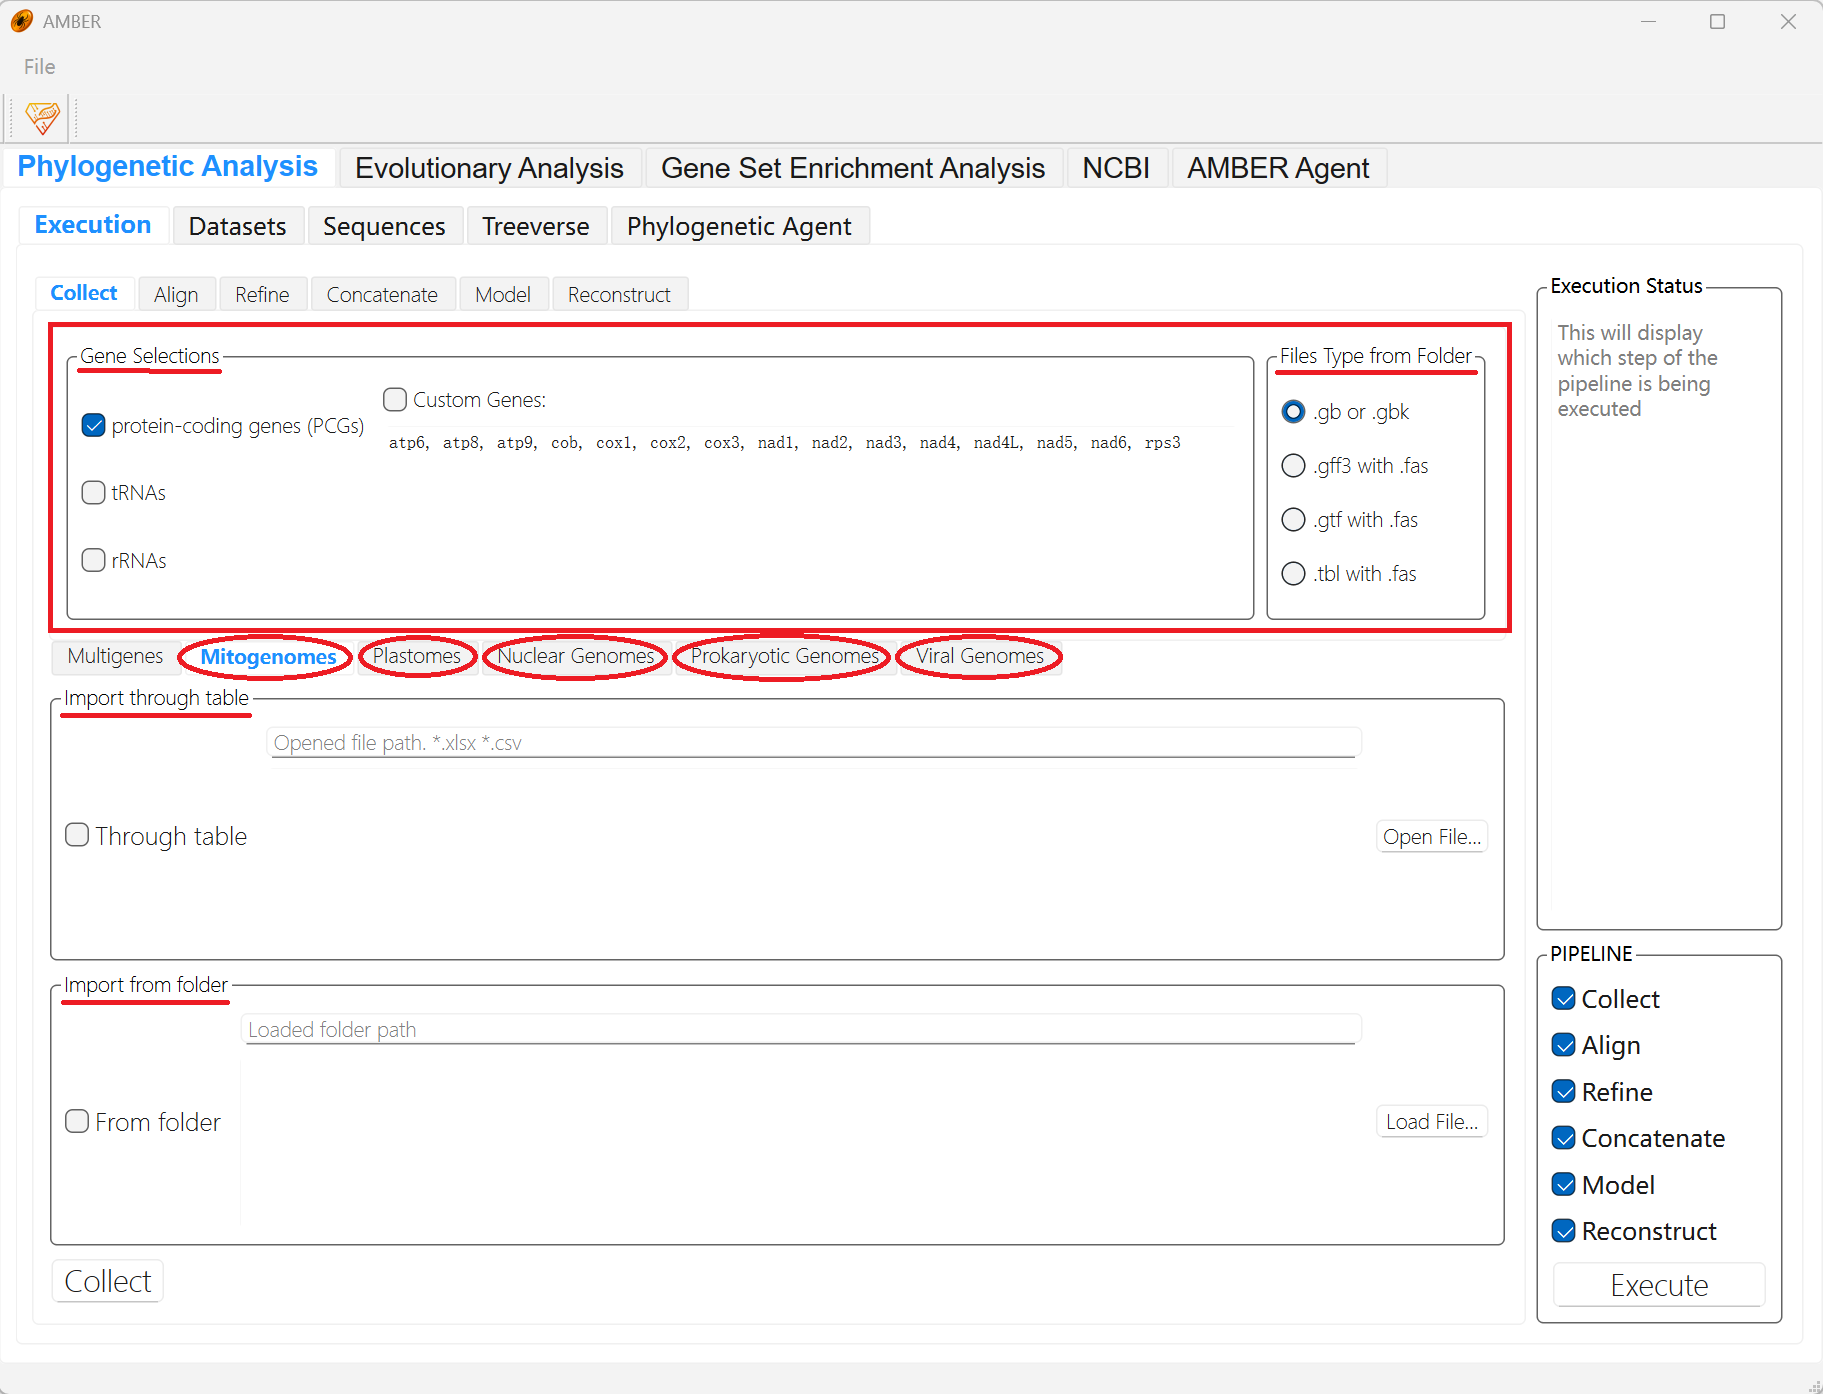 AMBER
File
Phylogenetic Analysis Evolutionary Analysis Gene Set Enrichment Analysis NCBI AMBER Agent
Execution Datasets Sequences Treeverse Phylogenetic Agent
Collect Align Refine Concatenate Model Reconstruct
Gene Selections
protein-coding genes (PCGs)
tRNAs
rRNAs
Custom Genes:
atp6, atp8, atp9, cob, cox1, cox2, cox3, nad1, nad2, nad3, nad4, nad4L, nad5, nad6, rps3
Files Type from Folder
.gb or .gbk
.gff3 with .fas
.gtf with .fas
.tbl with .fas
Multigenes Mitogenomes Plastomes Nuclear Genomes Prokaryotic Genomes Viral Genomes
Import through table
Opened file path. *.xlsx *.csv
Through table
Open File...
Import from folder
Loaded folder path
From folder
Load File...
Collect
Execution Status
This will display
which step of the
pipeline is being
executed
PIPELINE
Collect
Align
Refine
Concatenate
Model
Reconstruct
Execute